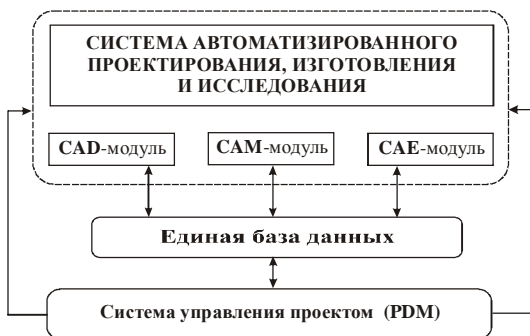 СИСТЕМА АВТОМАТИЗИРОВАННОГО
ПРОЕКТИРОВАНИЯ, ИЗГОТОВЛЕНИЯ
И ИССЛЕДОВАНИЯ
CAD-модуль
CAM-модуль
CAE-модуль
Единая база данных
Система управления проектом (PDM)